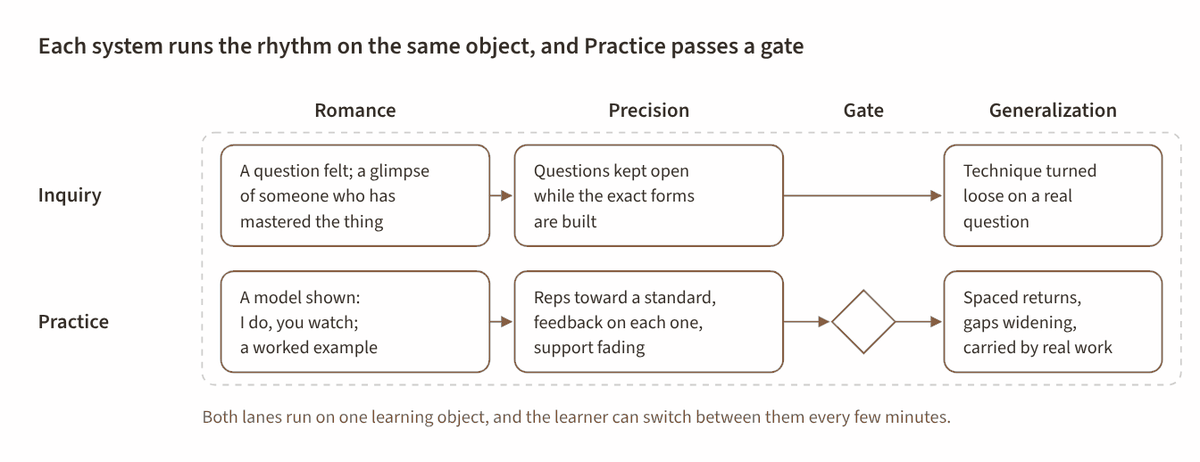 Each system runs the rhythm on the same object, and Practice passes a gate
Romance
Precision
Gate
Generalization
Inquiry
A question felt; a glimpse
of someone who has
mastered the thing
Questions kept open
while the exact forms
are built
Technique turned
loose on a real
question
Practice
A model shown:
I do, you watch;
a worked example
Reps toward a standard,
feedback on each one,
support fading
Spaced returns,
gaps widening,
carried by real work
Both lanes run on one learning object, and the learner can switch between them every few minutes.